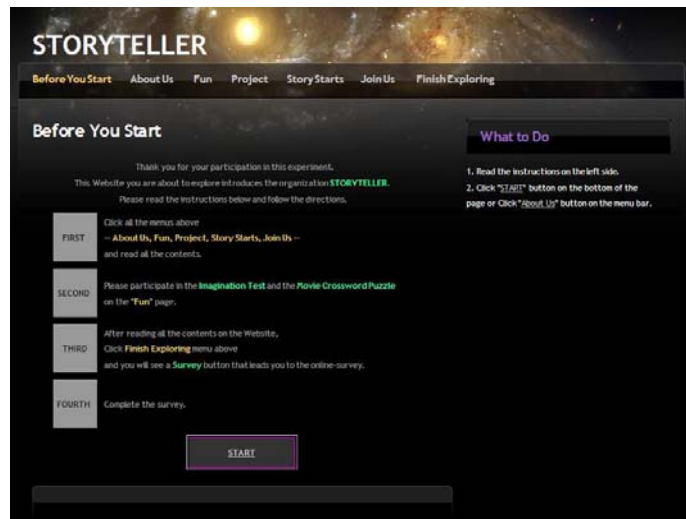 STORYTELLER
Before You Start About Us Fun Project Story Starts Join Us Finish Exploring
Before You Start
Thank you for your participation in this experiment.
This Website you are about to explore introduces the organization STORYTELLER.
Please read the instructions below and follow the directions.
FIRST
Click all the menus above
-- About Us, Fun, Project, Story Starts, Join Us --
and read all the contents.
SECOND
Please participate in the Imagination Test and the Movie Crossword Puzzle
on the "Fun" page.
THIRD
After reading all the contents on the Website,
Click Finish Exploring menu above
and you will see a Survey button that leads you to the online-survey.
FOURTH
Complete the survey.
START
What to Do
1. Read the instructions on the left side.
2. Click "START" button on the bottom of the
page or Click "About Us" button on the menu bar.